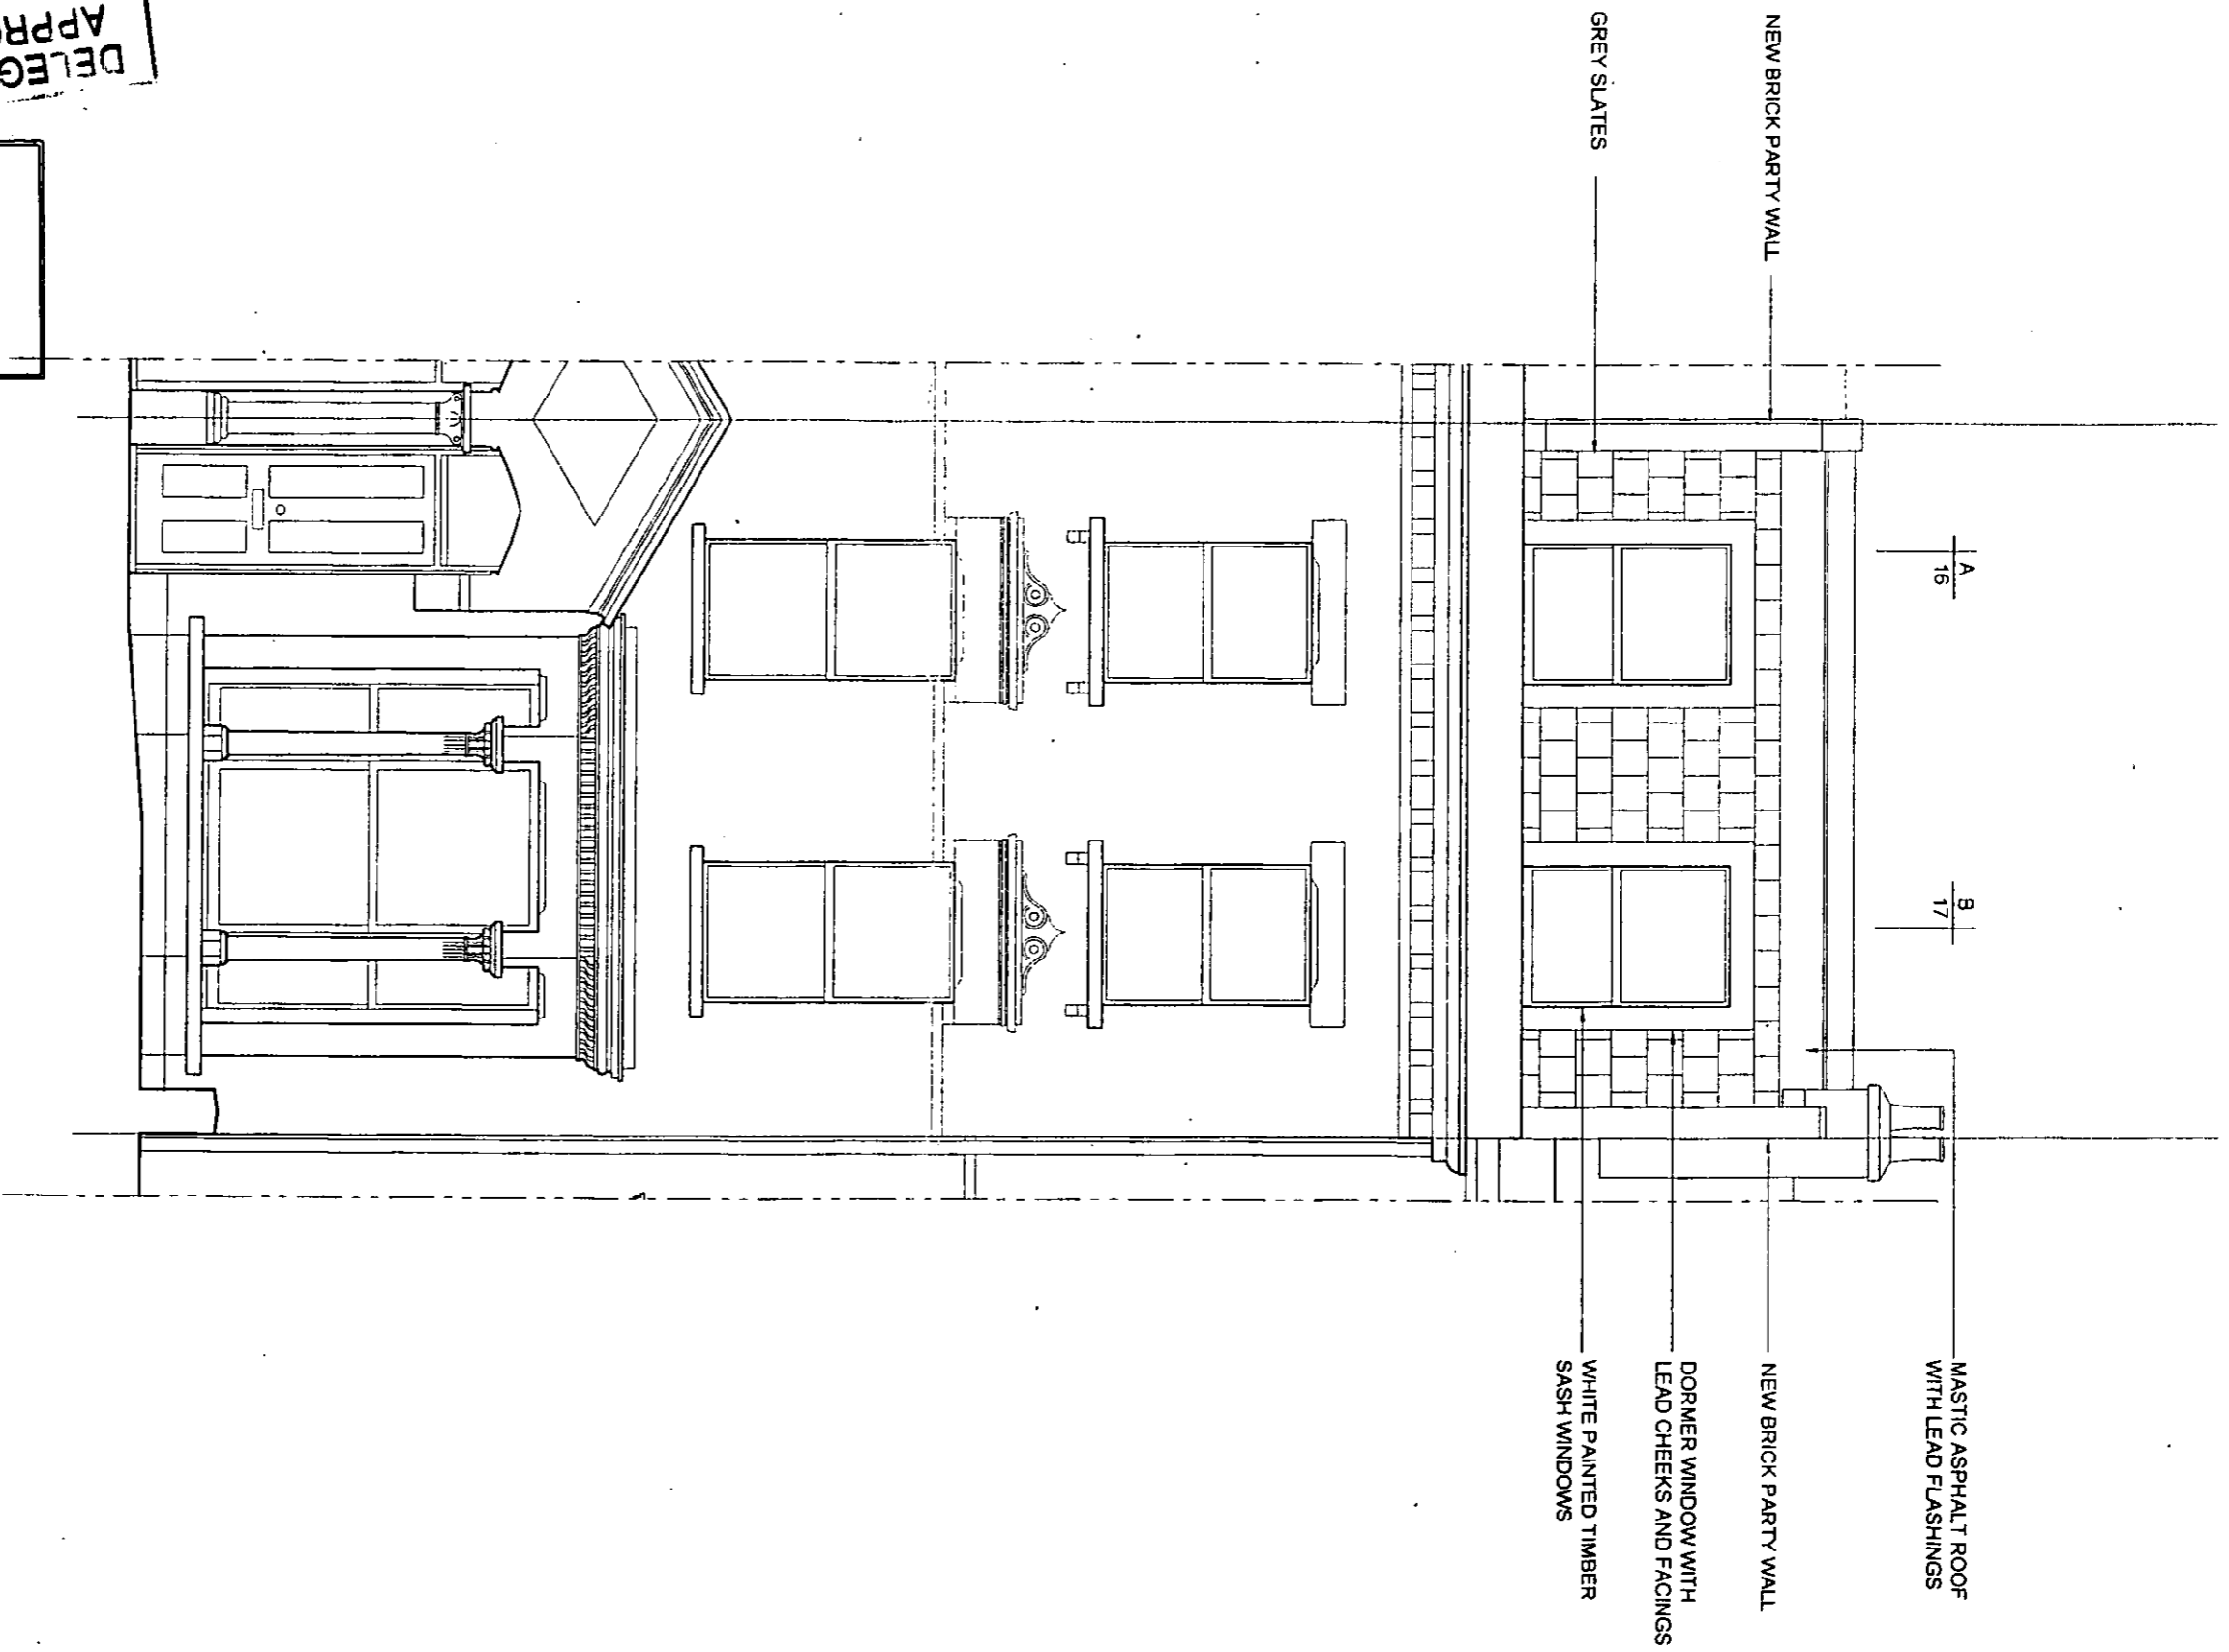 NEW BRICK PARTY WALL
GREY SLATES
A
16
B
17
MASTIC ASPHALT ROOF
WITH LEAD FLASHINGS
NEW BRICK PARTY WALL
DORMER WINDOW WITH
LEAD CHEEKS AND FACINGS
WHITE PAINTED TIMBER
SASH WINDOWS